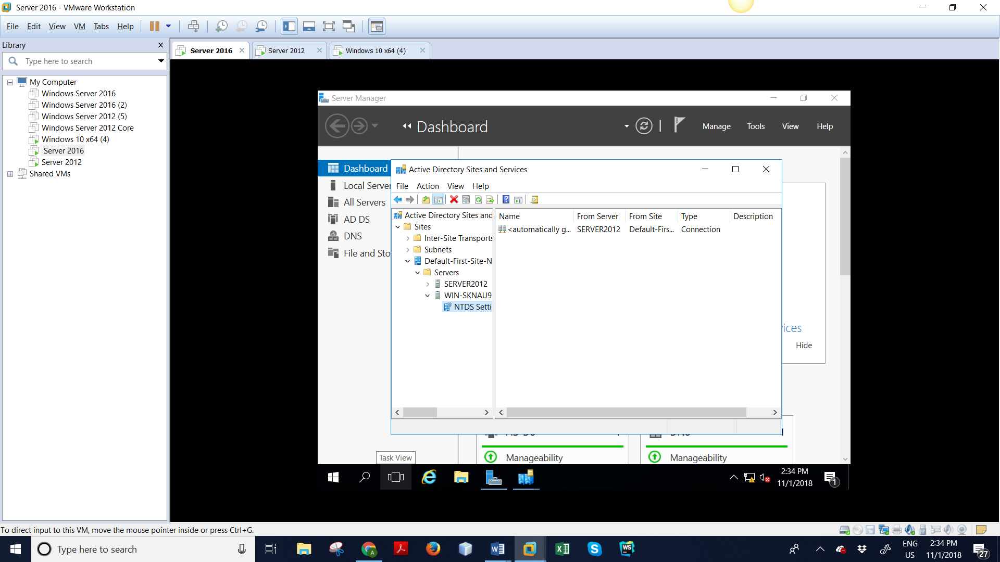 Server 2016 - VMware Workstation
File Edit View VM Tabs Help
Library
Type here to search
My Computer
Windows Server 2016
Windows Server 2016 (2)
Windows Server 2012 (5)
Windows Server 2012 Core
Windows 10 x64 (4)
Server 2016
Server 2012
Shared VMs
Server 2016 Server 2012 Windows 10 x64 (4)
Server Manager
Dashboard
Manage Tools View Help
Dashboard
Local Server
All Servers
AD DS
DNS
File and Sto
Active Directory Sites and Services
File Action View Help
Active Directory Sites and
Sites
Inter-Site Transports
Subnets
Default-First-Site-N
Servers
SERVER2012
WIN-SKNAU9
NTDS Setti
Name From Server From Site Type Description
<automatically g... SERVER2012 Default-Firs... Connection
ices
Hide
Manageability Manageability
Task View
2:34 PM
11/1/2018
1
To direct input to this VM, move the mouse pointer inside or press Ctrl+G.
Type here to search
ENG
US
2:34 PM
11/1/2018
27